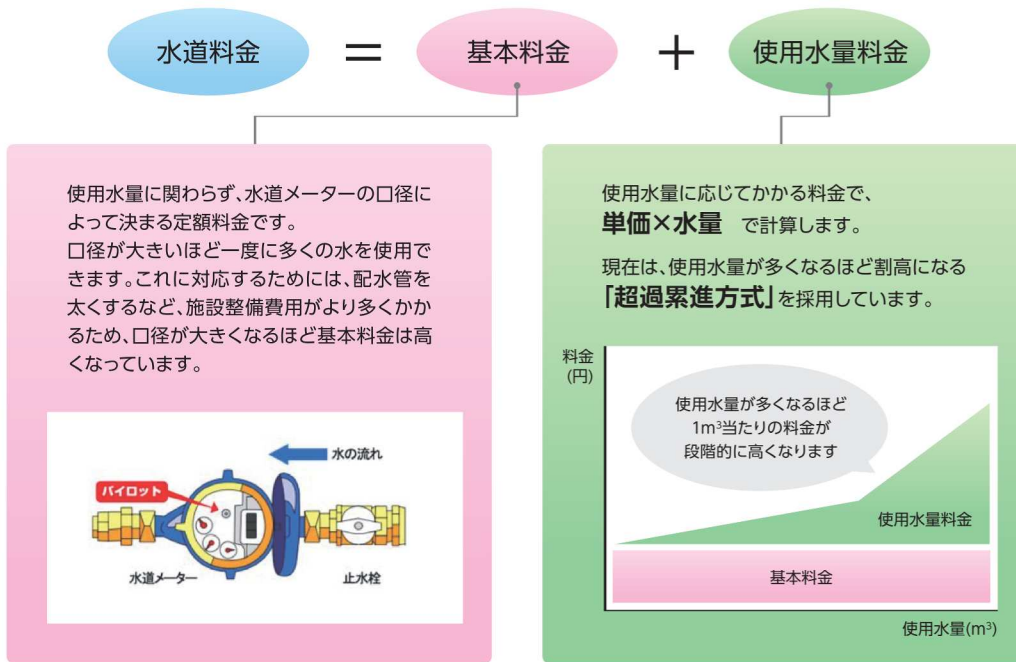 水道料金 = 基本料金 + 使用水量料金
使用水量に関わらず、水道メーターの口径に
よって決まる定額料金です。
口径が大きいほど一度に多くの水を使用で
きます。これに対応するためには、配水管を
太くするなど、施設整備費用がより多くかか
るため、口径が大きくなるほど基本料金は高
くなっています。
水の流れ
パイロット
水道メーター
止水栓
使用水量に応じてかかる料金で、
単価×水量 で計算します。
現在は、使用水量が多くなるほど割高になる
「超過累進方式」を採用しています。
料金
(円)
使用水量が多くなるほど
1m³当たりの料金が
段階的に高くなります
使用水量料金
基本料金
使用水量(m³)